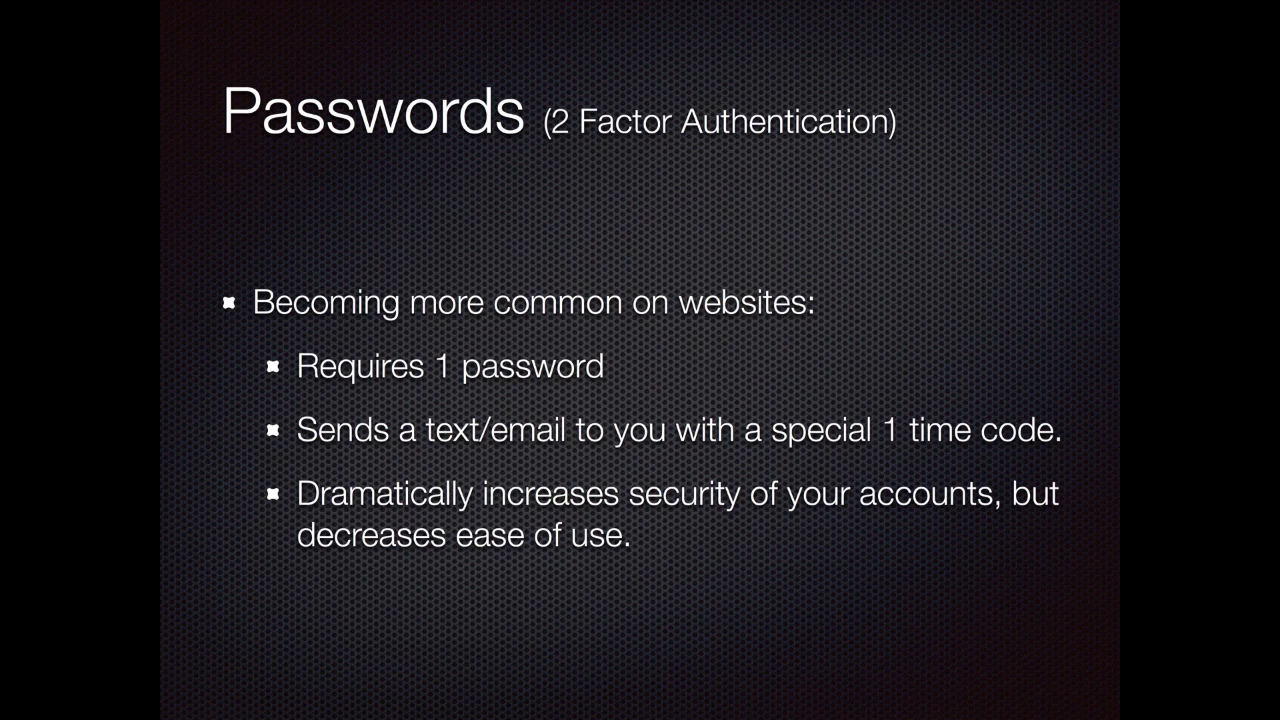 Passwords (2 Factor Authentication)
Becoming more common on websites:
Requires 1 password
Sends a text/email to you with a special 1 time code.
Dramatically increases security of your accounts, but
decreases ease of use.